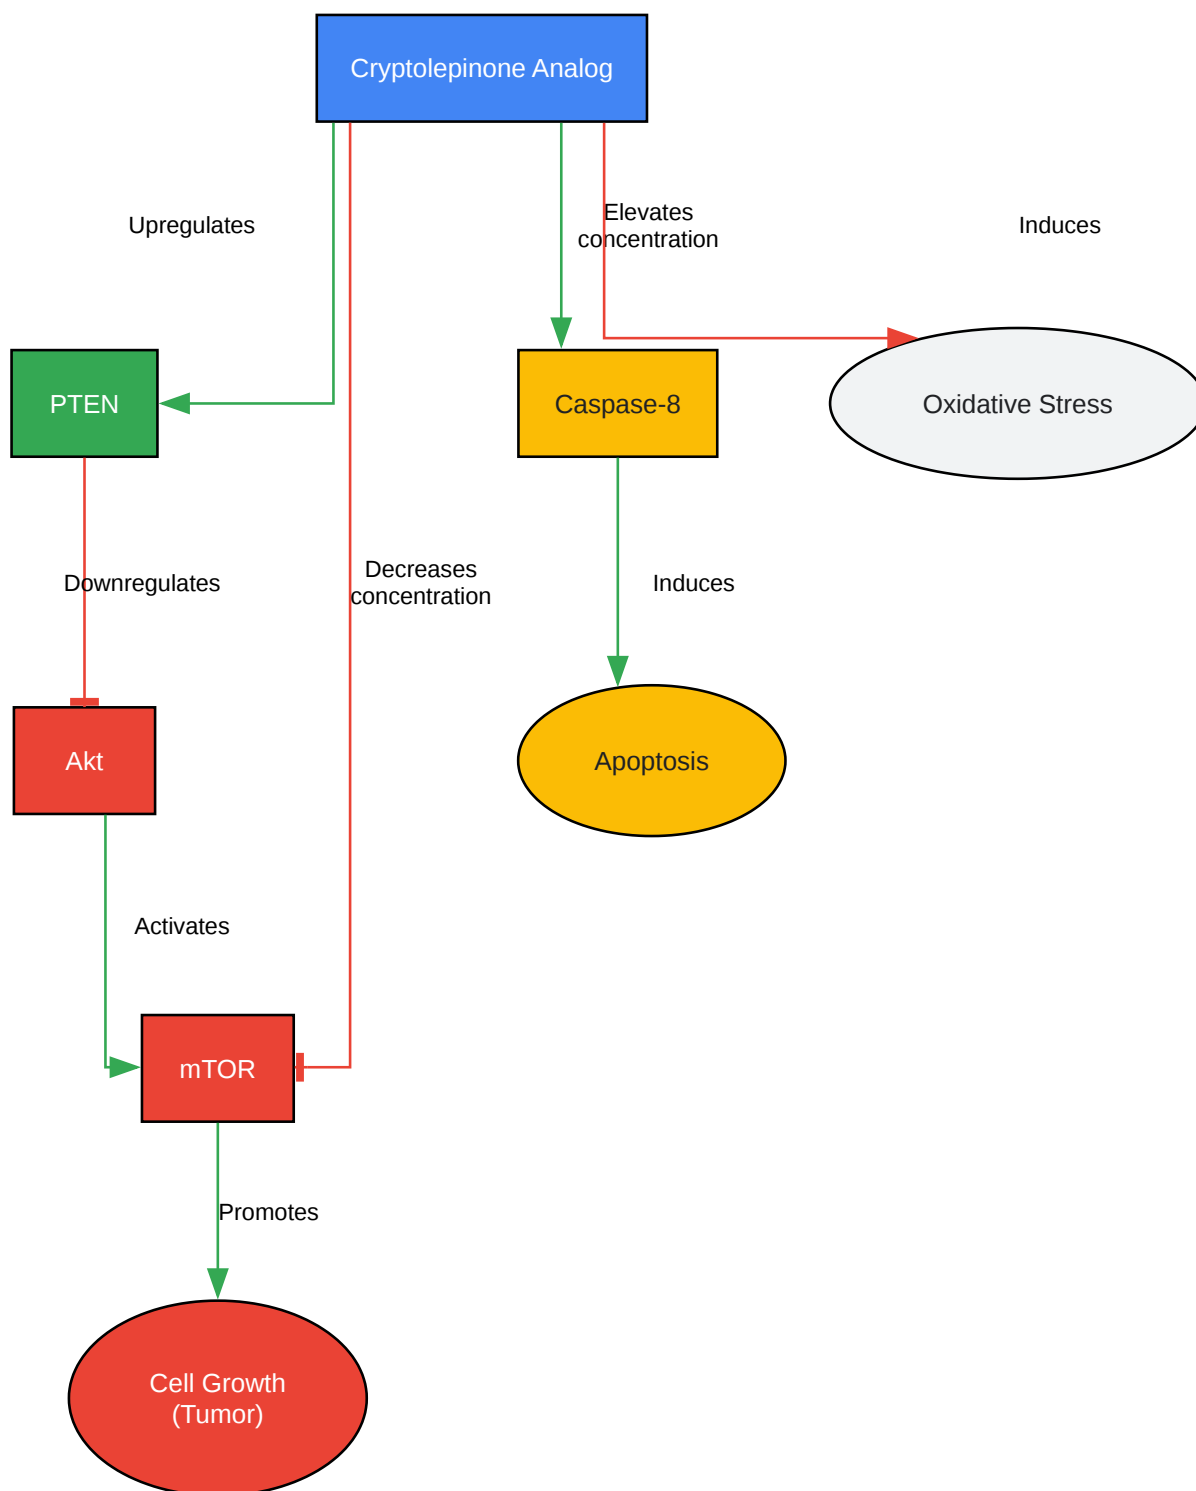 Cryptolepinone Analog
Upregulates
Elevates
concentration
Induces
PTEN
Caspase-8
Oxidative Stress
Downregulates
Decreases
concentration
Induces
Akt
Apoptosis
Activates
mTOR
Promotes
Cell Growth
(Tumor)